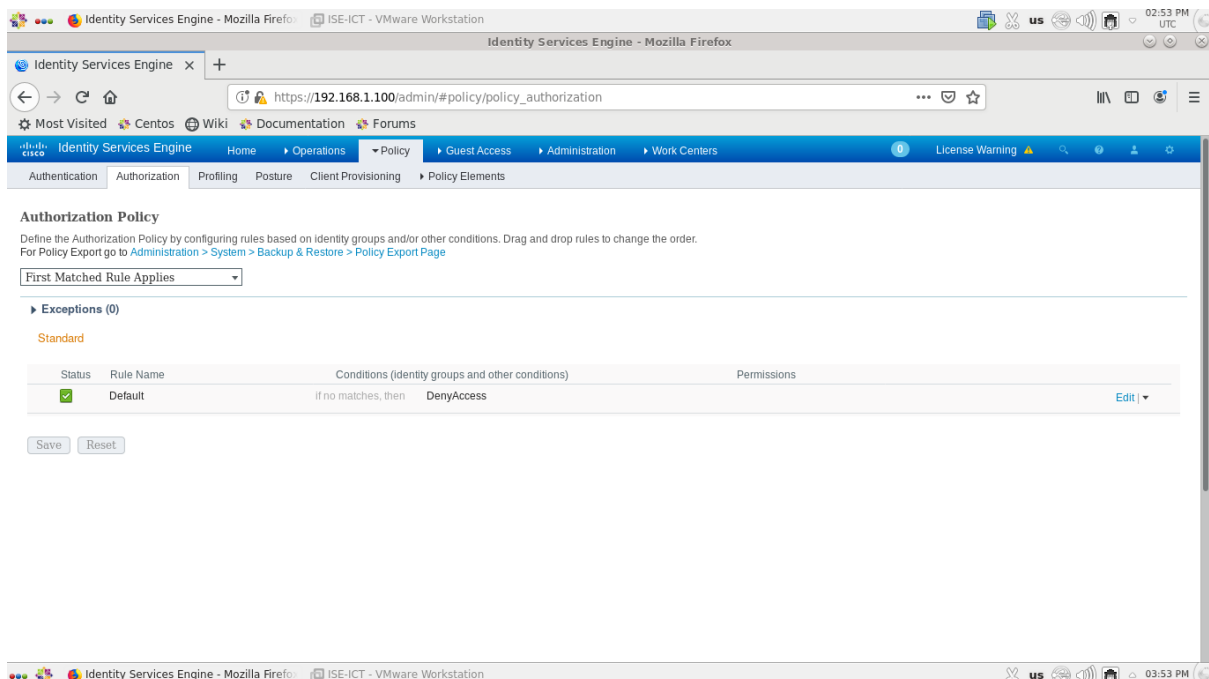 Identity Services Engine - Mozilla Firefo ISE-ICT - VMware Workstation us 02:53 PM
UTC
Identity Services Engine - Mozilla Firefox
Identity Services Engine × +
https://192.168.1.100/admin/#policy/policy_authorization
Most Visited Centos Wiki Documentation Forums
CISCO Identity Services Engine Home Operations Policy Guest Access Administration Work Centers 0 License Warning
Authentication Authorization Profiling Posture Client Provisioning Policy Elements
Authorization Policy
Define the Authorization Policy by configuring rules based on identity groups and/or other conditions. Drag and drop rules to change the order.
For Policy Export go to Administration > System > Backup & Restore > Policy Export Page
First Matched Rule Applies
Exceptions (0)
Standard
Status Rule Name Conditions (identity groups and other conditions) Permissions
Default if no matches, then DenyAccess Edit |
Save Reset
Identity Services Engine - Mozilla Firefo ISE-ICT - VMware Workstation us 03:53 PM